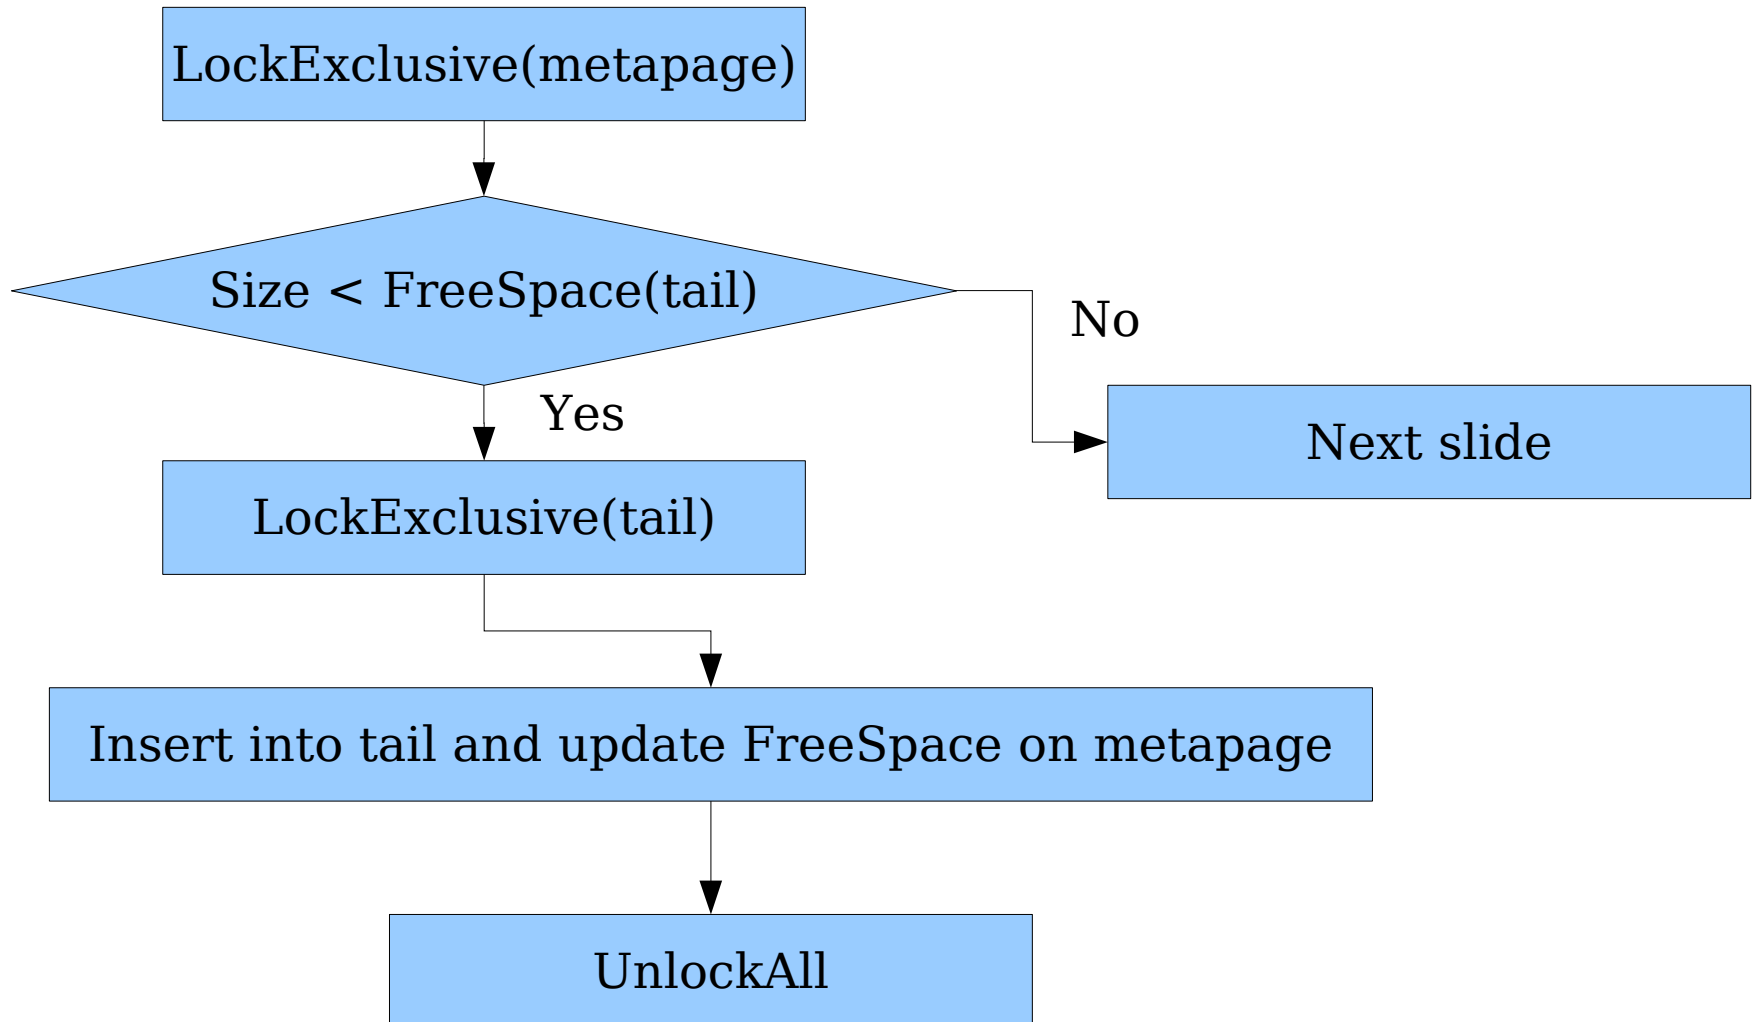 LockExclusive(metapage)
Size < FreeSpace(tail)
No
Yes
Next slide
LockExclusive(tail)
Insert into tail and update FreeSpace on metapage
UnlockAll